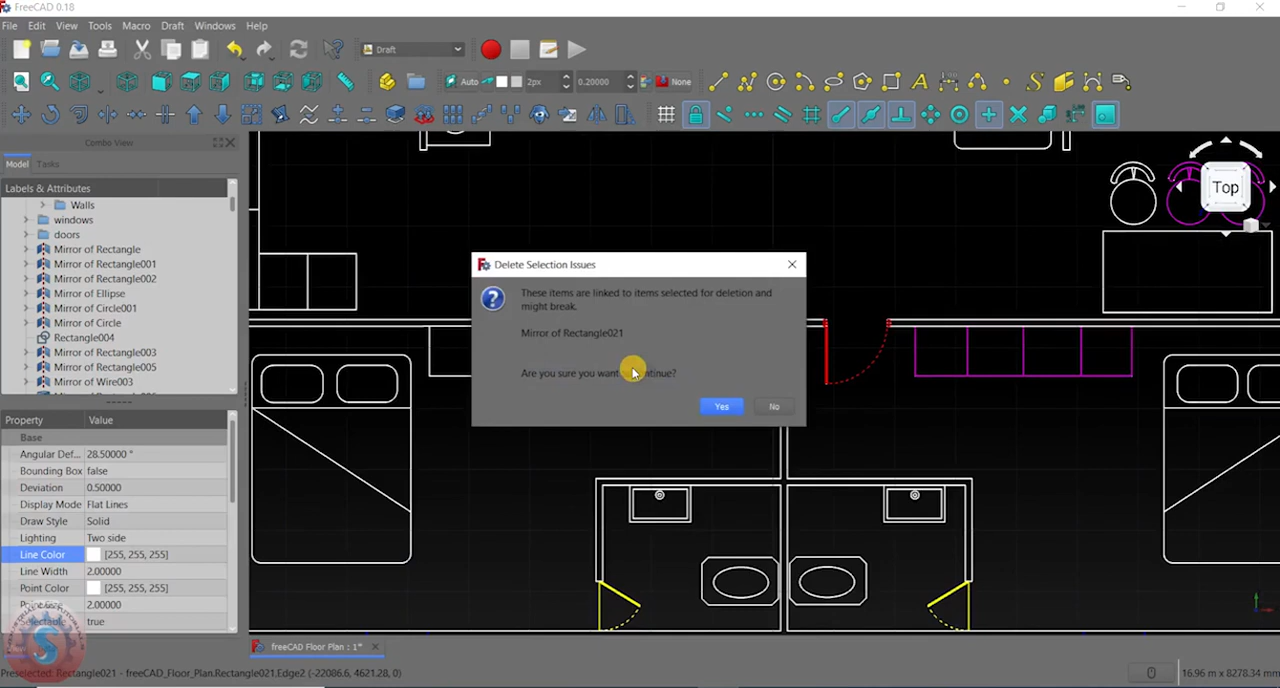 FreeCAD 0.18
File Edit View Tools Macro Draft Windows Help
Draft
Auto 2px 0.20000 None
Combo View
Model Tasks
Labels & Attributes
Walls
windows
doors
Mirror of Rectangle
Mirror of Rectangle001
Mirror of Rectangle002
Mirror of Ellipse
Mirror of Circle001
Mirror of Circle
Rectangle004
Mirror of Rectangle003
Mirror of Rectangle005
Mirror of Wire003
Property Value
Base
Angular Def... 28.50000 °
Bounding Box false
Deviation 0.50000
Display Mode Flat Lines
Draw Style Solid
Lighting Two side
Line Color [255, 255, 255]
Line Width 2.00000
Point Color [255, 255, 255]
2.00000
Selectable true
Top
Delete Selection Issues
These items are linked to items selected for deletion and
might break.
Mirror of Rectangle021
Are you sure you want continue?
Yes No
freeCAD Floor Plan : 1*
Preselected: Rectangle021 - freeCAD_Floor_Plan.Rectangle021.Edge2 (-22086.6, 4621.28, 0)
16.96 m x 8278.34 mm